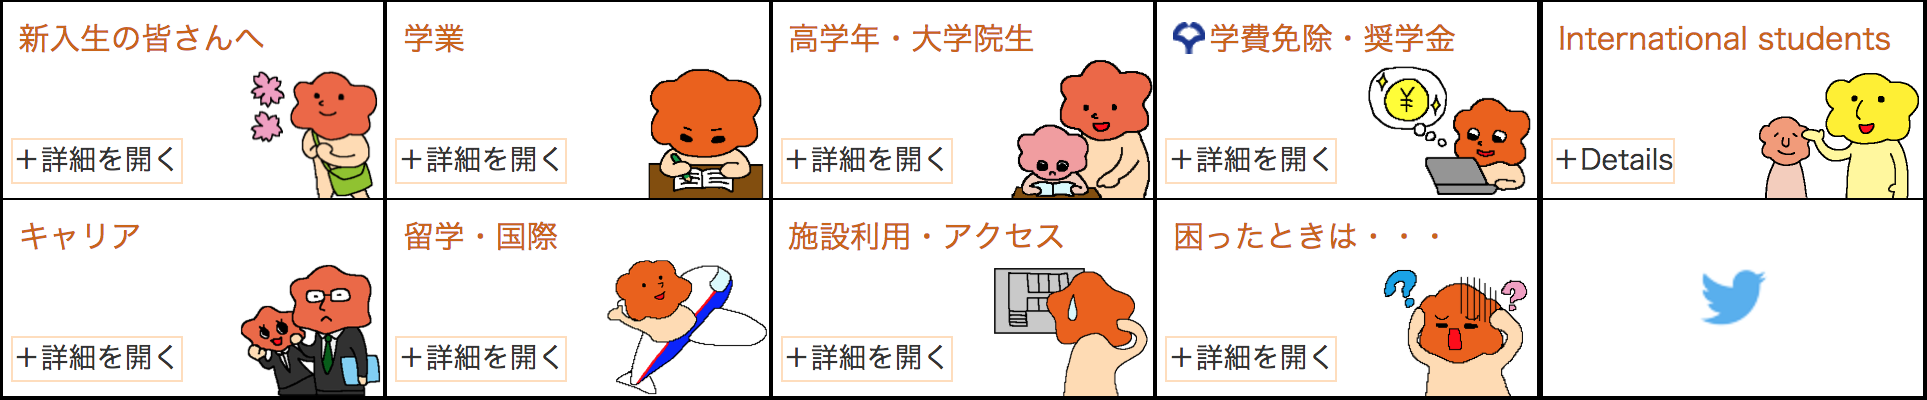 新入生の皆さんへ
+詳細を開く
学業
+詳細を開く
高学年・大学院生
+詳細を開く
学費免除・奨学金
¥
+詳細を開く
International students
+Details
キャリア
+詳細を開く
留学・国際
+詳細を開く
施設利用・アクセス
+詳細を開く
困ったときは・・・
? ?
+詳細を開く